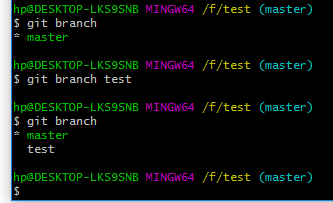 hp@DESKTOP-LKS9SNB MINGW64 /f/test (master)
$ git branch
* master
hp@DESKTOP-LKS9SNB MINGW64 /f/test (master)
$ git branch test
hp@DESKTOP-LKS9SNB MINGW64 /f/test (master)
$ git branch
* master
  test
hp@DESKTOP-LKS9SNB MINGW64 /f/test (master)
$